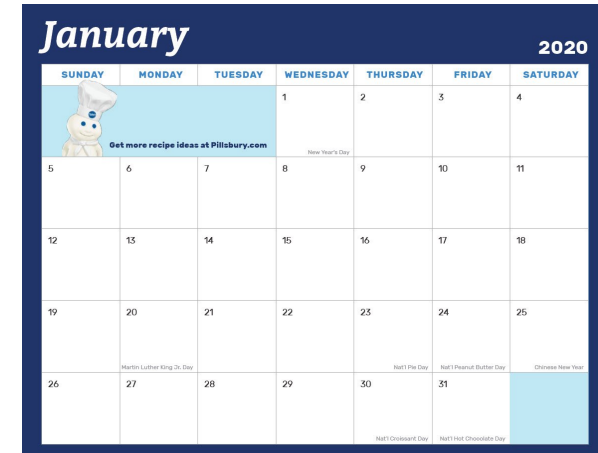 January
2020
SUNDAY MONDAY TUESDAY WEDNESDAY THURSDAY FRIDAY SATURDAY
1 2 3 4
Get more recipe ideas at Pillsbury.com
New Year's Day
5 6 7 8 9 10 11
12 13 14 15 16 17 18
19 20 21 22 23 24 25
Martin Luther King Jr. Day Nat'l Pie Day Nat'l Peanut Butter Day Chinese New Year
26 27 28 29 30 31
Nat'l Croissant Day Nat'l Hot Chocolate Day